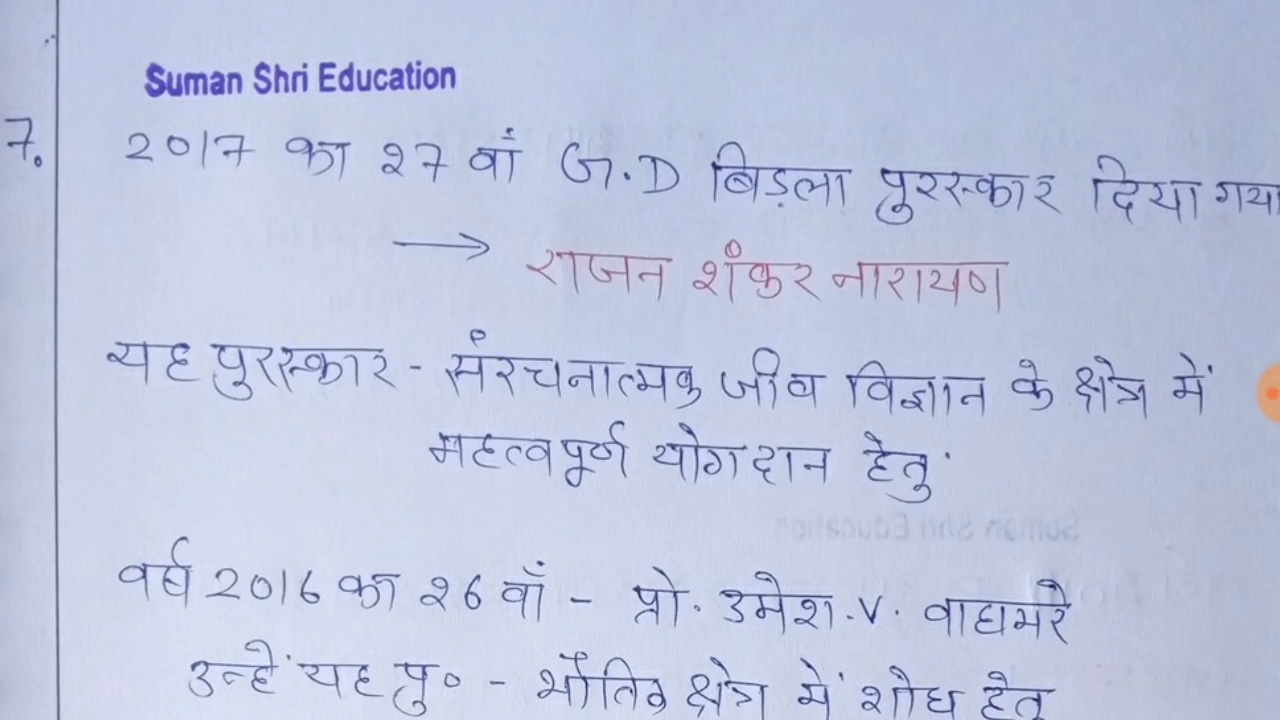 Suman Shri Education
7. 2017 का 27 वां G.D बिड़ला पुरस्कार दिया गया
→ राजन शंकर नारायण
यह पुरस्कार - संरचनात्मक जीव विज्ञान के क्षेत्र में
महत्वपूर्ण योगदान हेतु
वर्ष 2016 का 26 वाँ - प्रो. उमेश.V. वाघमरे
उन्हें यह पु० - भौतिक क्षेत्र में शोध हेतु